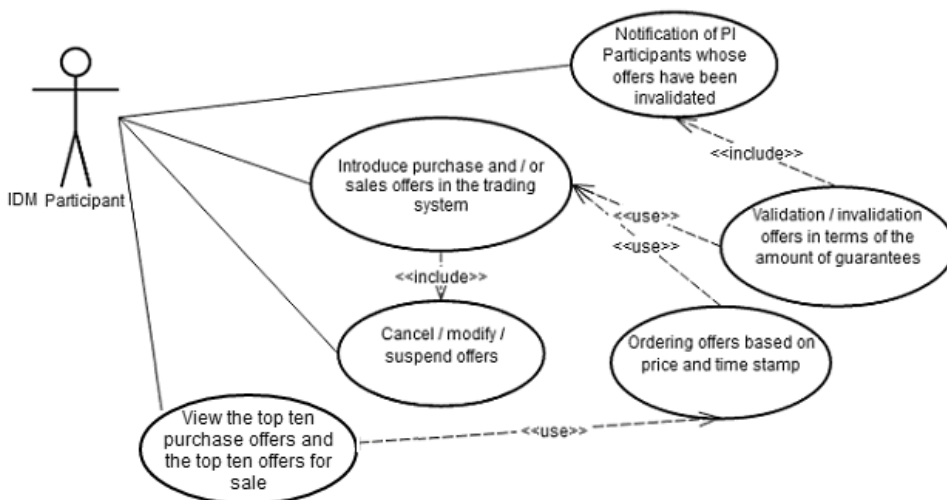 Notification of PI
Participants whose
offers have been
invalidated
<<include>>
Introduce purchase and / or
sales offers in the trading
system
IDM Participant
<<use>>
Validation / invalidation
offers in terms of the
amount of guarantees
<<use>>
<<include>>
Cancel / modify /
suspend offers
Ordering offers based on
price and time stamp
View the top ten
purchase offers and
the top ten offers for
sale
<<use>>